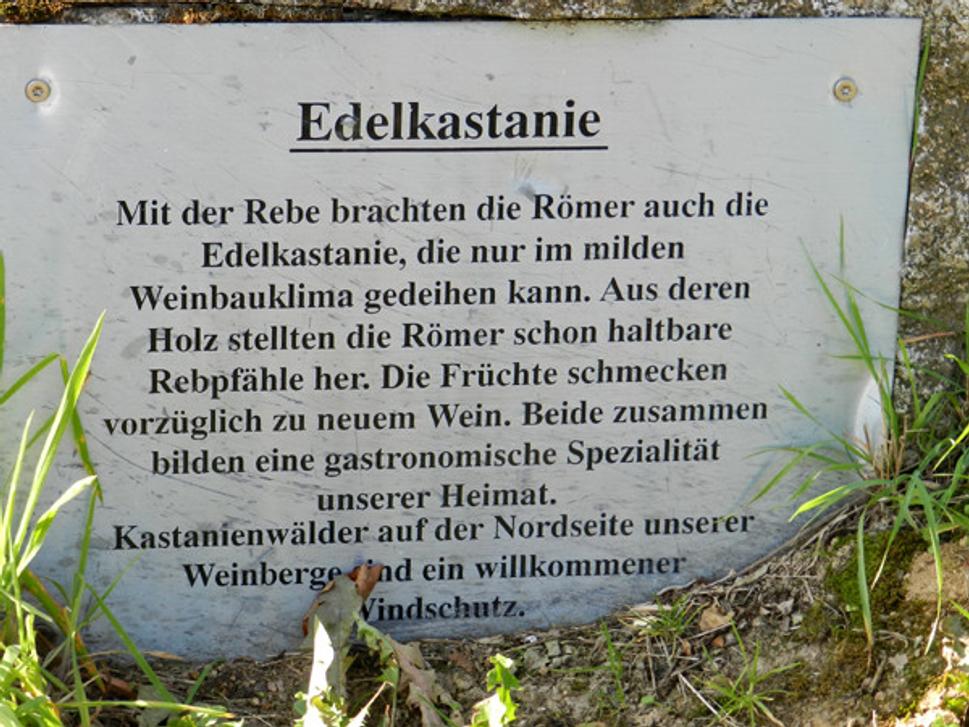 Edelkastanie
Mit der Rebe brachten die Römer auch die
Edelkastanie, die nur im milden
Weinbauklima gedeihen kann. Aus deren
Holz stellten die Römer schon haltbare
Rebpfähle her. Die Früchte schmecken
vorzüglich zu neuem Wein. Beide zusammen
bilden eine gastronomische Spezialität
unserer Heimat.
Kastanienwälder auf der Nordseite unserer
Weinberge sind ein willkommener
Windschutz.